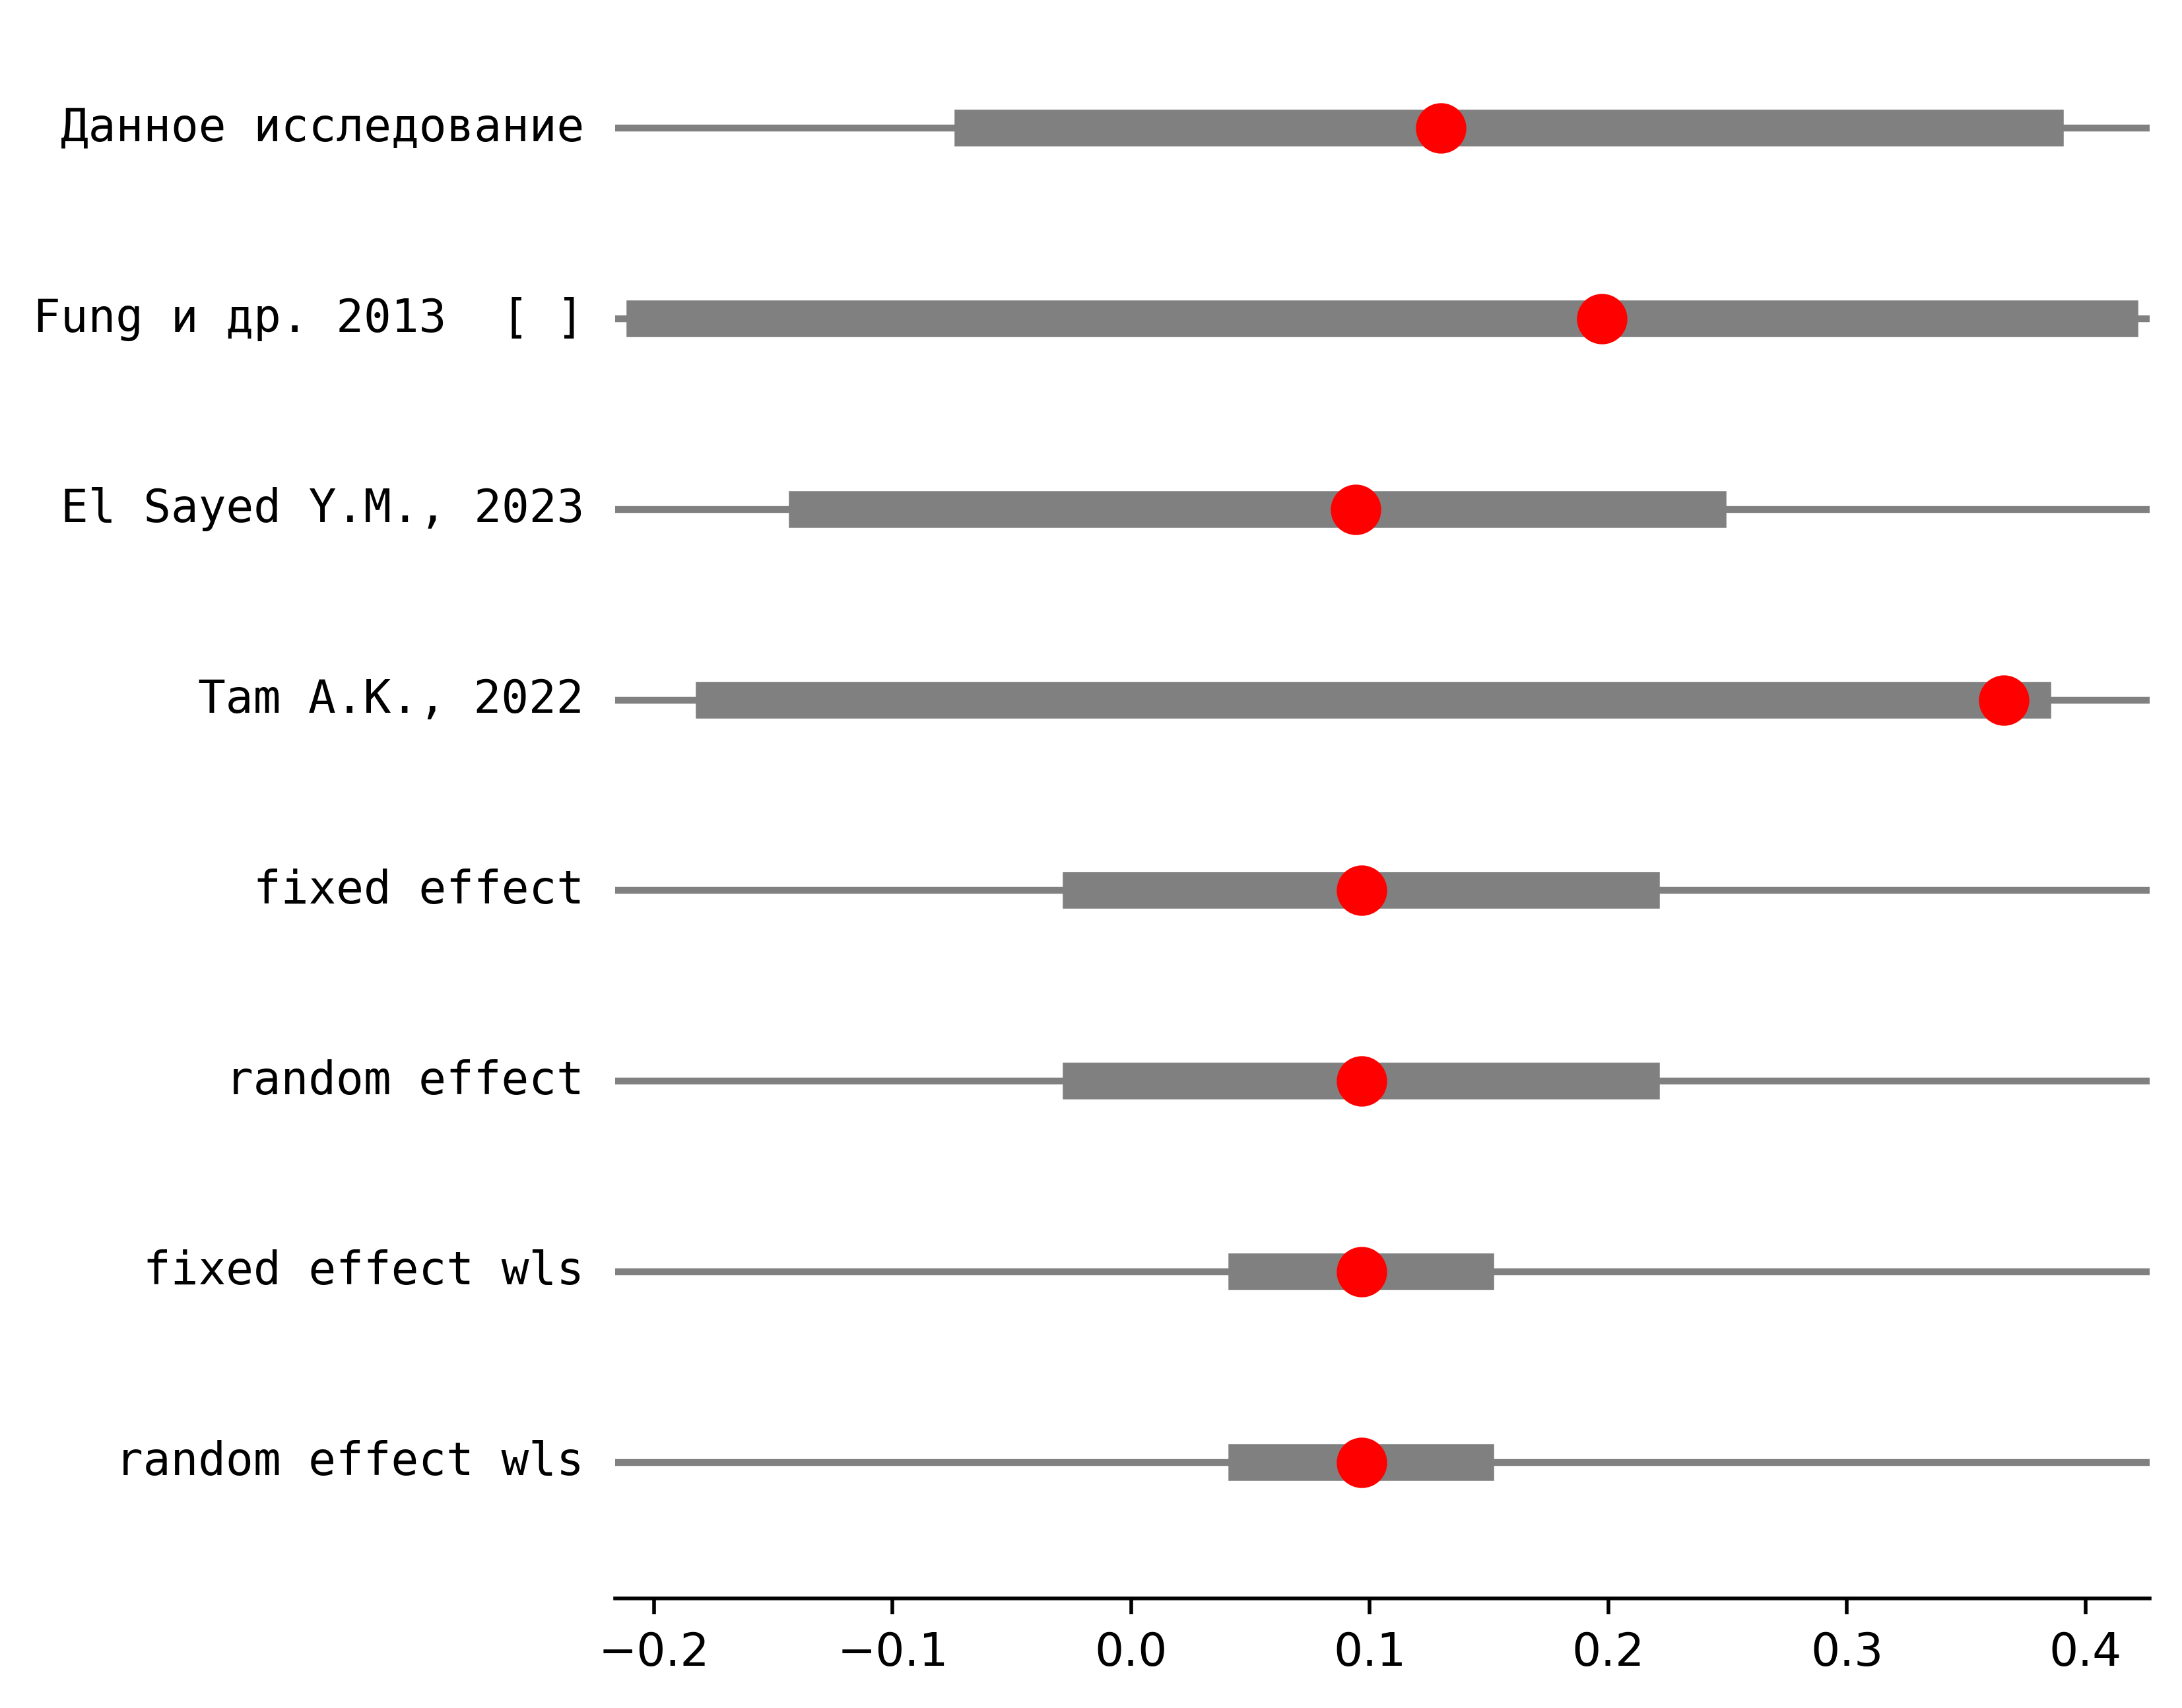 Данное исследование
Fung и др. 2013  [ ]
El Sayed Y.M., 2023
Tam A.K., 2022
fixed effect
random effect
fixed effect wls
random effect wls
−0.2 −0.1 0.0 0.1 0.2 0.3 0.4